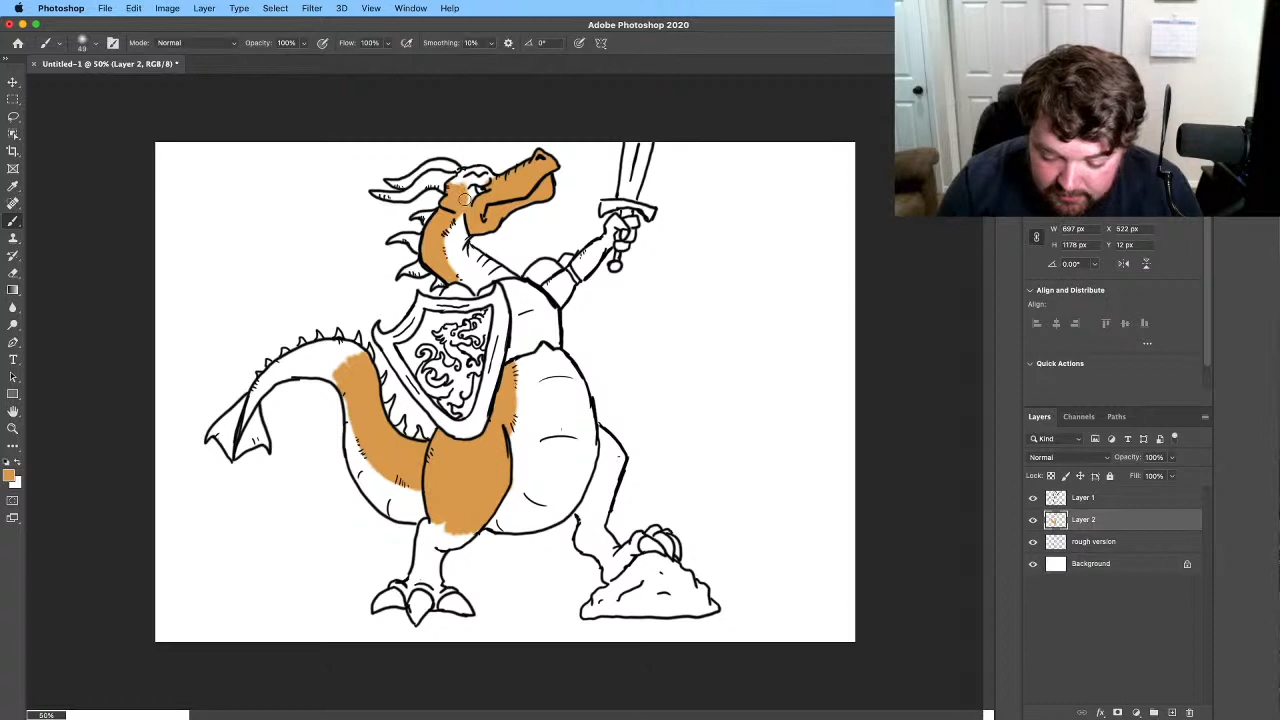 Photoshop File Edit Image Layer Type Select Filter 3D View Window Help
Adobe Photoshop 2020
49 Mode: Normal Opacity: 100% Flow: 100% Smoothing: 10% 0°
Untitled-1 @ 50% (Layer 2, RGB/8) *
W 697 px X 522 px
H 1178 px Y 12 px
0.00°
Align and Distribute
Align:
Quick Actions
Layers Channels Paths
Kind
Normal Opacity: 100%
Lock: Fill: 100%
Layer 1
Layer 2
rough version
Background
50%